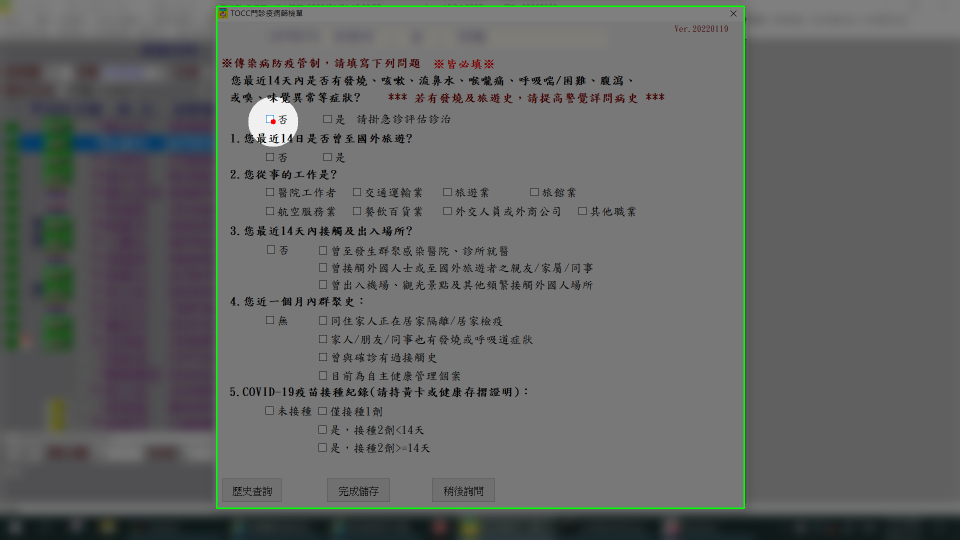 TOCC門診疫病篩檢單
Ver.20220119
※傳染病防疫管制，請填寫下列問題 ※皆必填※
您最近14天內是否有發燒、咳嗽、流鼻水、喉嚨痛、呼吸喘/困難、腹瀉、
或嗅、味覺異常等症狀? *** 若有發燒及旅遊史，請提高警覺詳問病史 ***
否 是 請掛急診評估診治
1.您最近14日是否曾至國外旅遊?
否 是
2.您從事的工作是?
醫院工作者 交通運輸業 旅遊業 旅館業
航空服務業 餐飲百貨業 外交人員或外商公司 其他職業
3.您最近14天內接觸及出入場所?
否 曾至發生群聚感染醫院、診所就醫
曾接觸外國人士或至國外旅遊者之親友/家屬/同事
曾出入機場、觀光景點及其他頻繁接觸外國人場所
4.您近一個月內群聚史：
無 同住家人正在居家隔離/居家檢疫
家人/朋友/同事也有發燒或呼吸道症狀
曾與確診有過接觸史
目前為自主健康管理個案
5.COVID-19疫苗接種紀錄(請持黃卡或健康存摺證明)：
未接種 僅接種1劑
是，接種2劑<14天
是，接種2劑>=14天
歷史查詢 完成儲存 稍後詢問